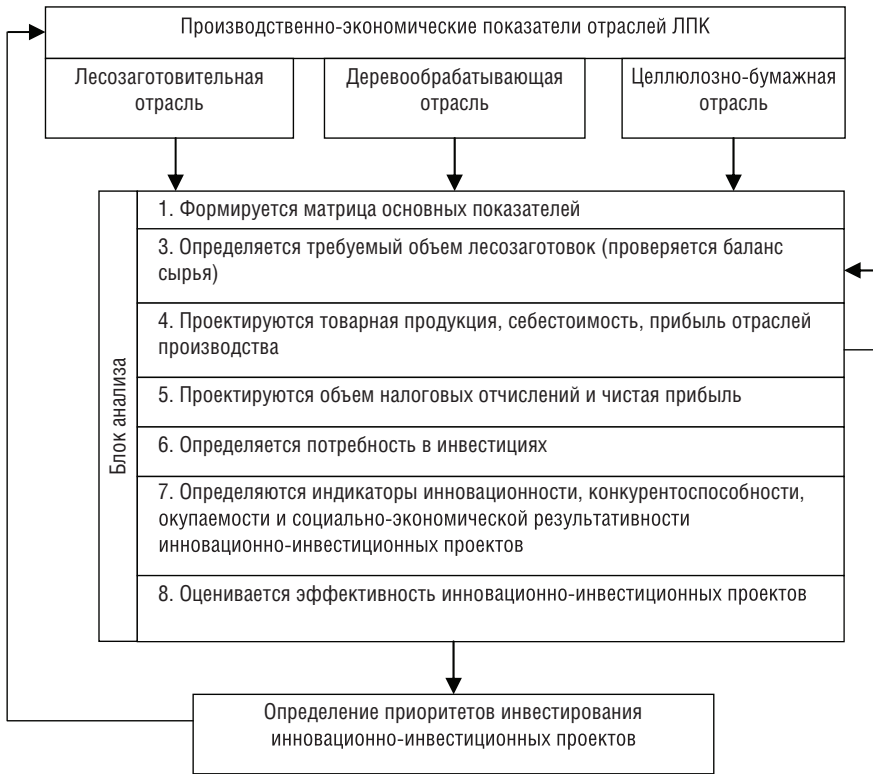 Производственно-экономические показатели отраслей ЛПК
Лесозаготовительная
отрасль
Деревообрабатывающая
отрасль
Целлюлозно-бумажная
отрасль
Блок анализа
1. Формируется матрица основных показателей
3. Определяется требуемый объем лесозаготовок (проверяется баланс
сырья)
4. Проектируются товарная продукция, себестоимость, прибыль отраслей
производства
5. Проектируются объем налоговых отчислений и чистая прибыль
6. Определяется потребность в инвестициях
7. Определяются индикаторы инновационности, конкурентоспособности,
окупаемости и социально-экономической результативности
инновационно-инвестиционных проектов
8. Оценивается эффективность инновационно-инвестиционных проектов
Определение приоритетов инвестирования
инновационно-инвестиционных проектов